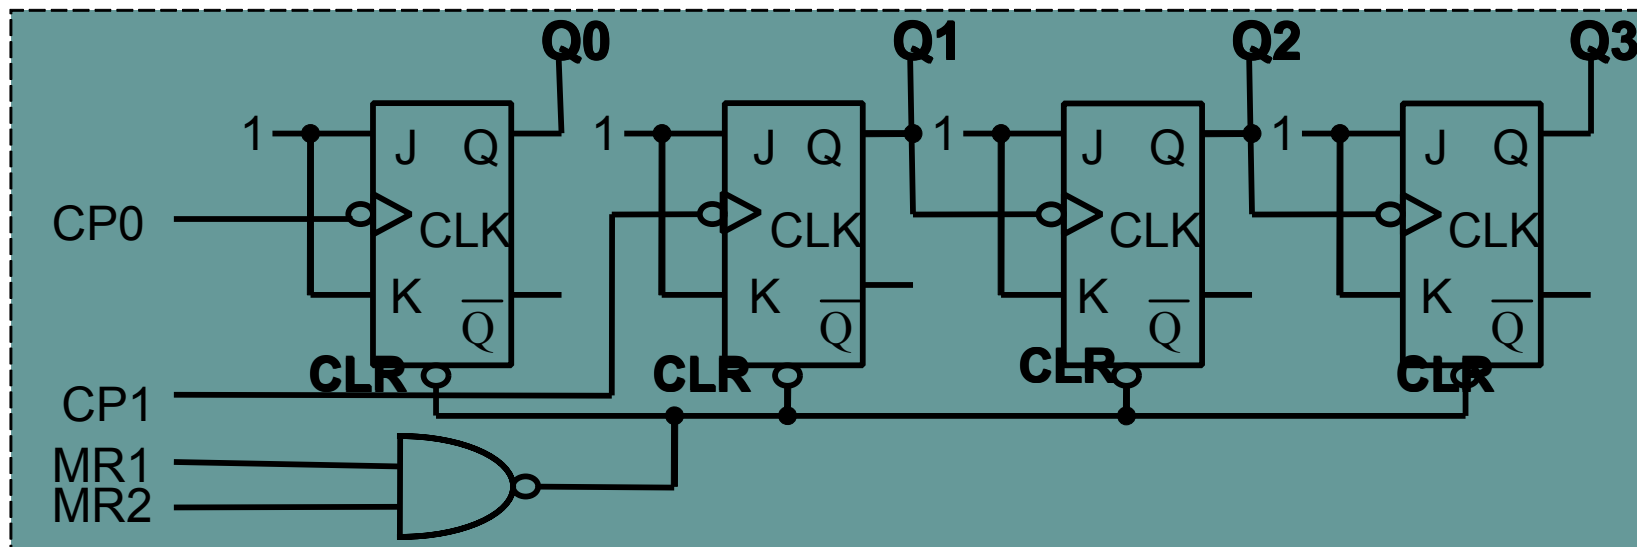 Q0 Q1 Q2 Q3
1 J Q 1 J Q 1 J Q 1 J Q
CP0 CLK CLK CLK CLK
K Q̅ K Q̅ K Q̅ K Q̅
CLR CLR CLR CLR
CP1
MR1
MR2